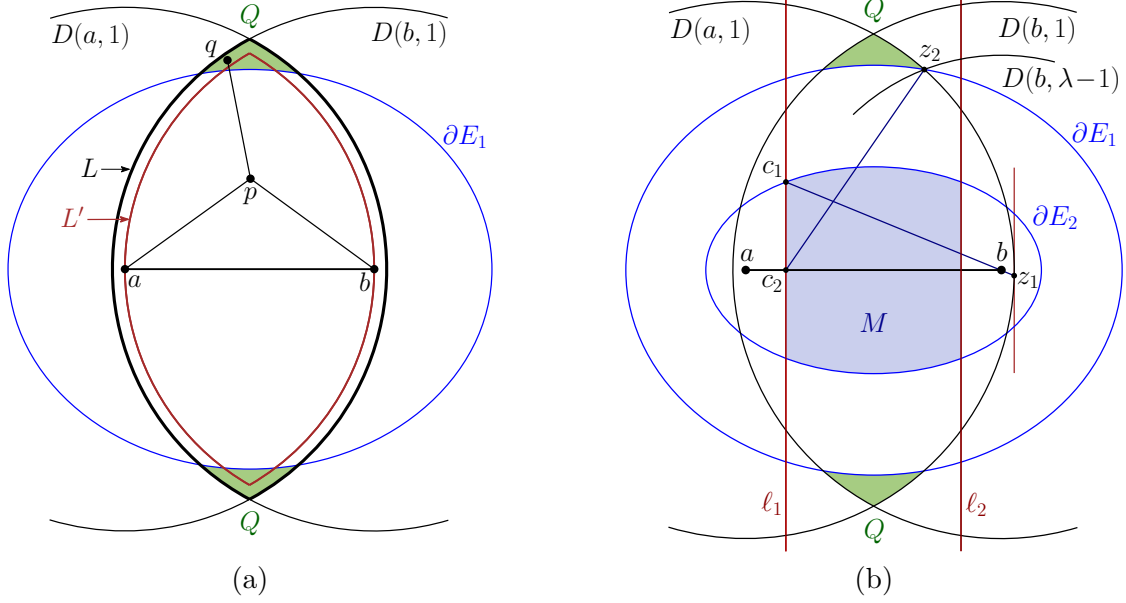 Q
D(a, 1)
D(b, 1)
q
∂E₁
L
p
L′
a
b
Q
(a)
Q
D(a, 1)
D(b, 1)
z₂
D(b, λ−1)
∂E₁
c₁
∂E₂
a
b
c₂
z₁
M
ℓ₁
ℓ₂
Q
(b)